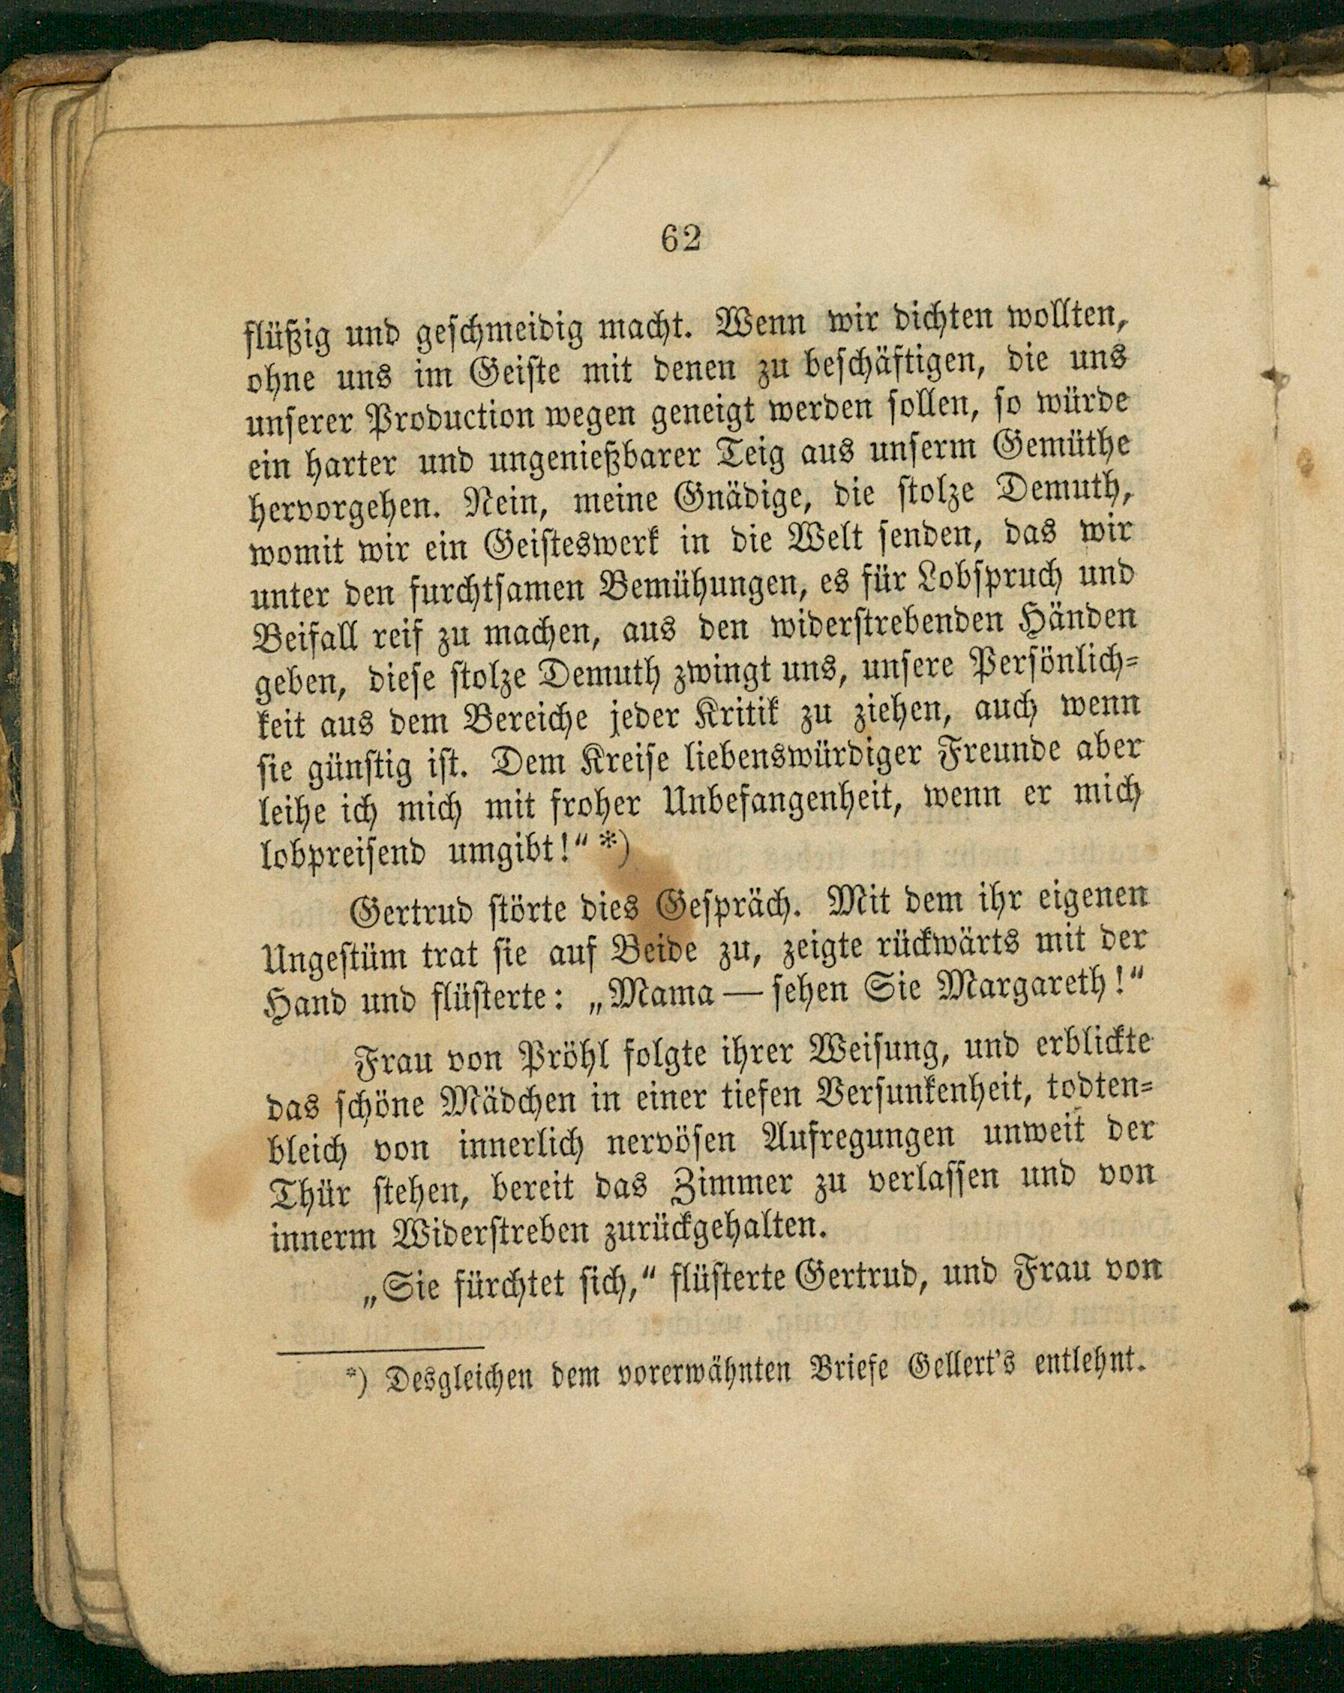 62
flüßig und geschmeidig macht. Wenn wir dichten wollten,
ohne uns im Geiste mit denen zu beschäftigen, die uns
unserer Production wegen geneigt werden sollen, so würde
ein harter und ungenießbarer Teig aus unserm Gemüthe
hervorgehen. Nein, meine Gnädige, die stolze Demuth,
womit wir ein Geisteswerk in die Welt senden, das wir
unter den furchtsamen Bemühungen, es für Lobspruch und
Beifall reif zu machen, aus den widerstrebenden Händen
geben, diese stolze Demuth zwingt uns, unsere Persönlich-
keit aus dem Bereiche jeder Kritik zu ziehen, auch wenn
sie günstig ist. Dem Kreise liebenswürdiger Freunde aber
leihe ich mich mit froher Unbefangenheit, wenn er mich
lobpreisend umgibt!“ *)
Gertrud störte dies Gespräch. Mit dem ihr eigenen
Ungestüm trat sie auf Beide zu, zeigte rückwärts mit der
Hand und flüsterte: „Mama — sehen Sie Margareth!“
Frau von Pröhl folgte ihrer Weisung, und erblickte
das schöne Mädchen in einer tiefen Versunkenheit, todten-
bleich von innerlich nervösen Aufregungen unweit der
Thür stehen, bereit das Zimmer zu verlassen und von
innerm Widerstreben zurückgehalten.
„Sie fürchtet sich,“ flüsterte Gertrud, und Frau von
*) Desgleichen dem vorerwähnten Briefe Gellert's entlehnt.